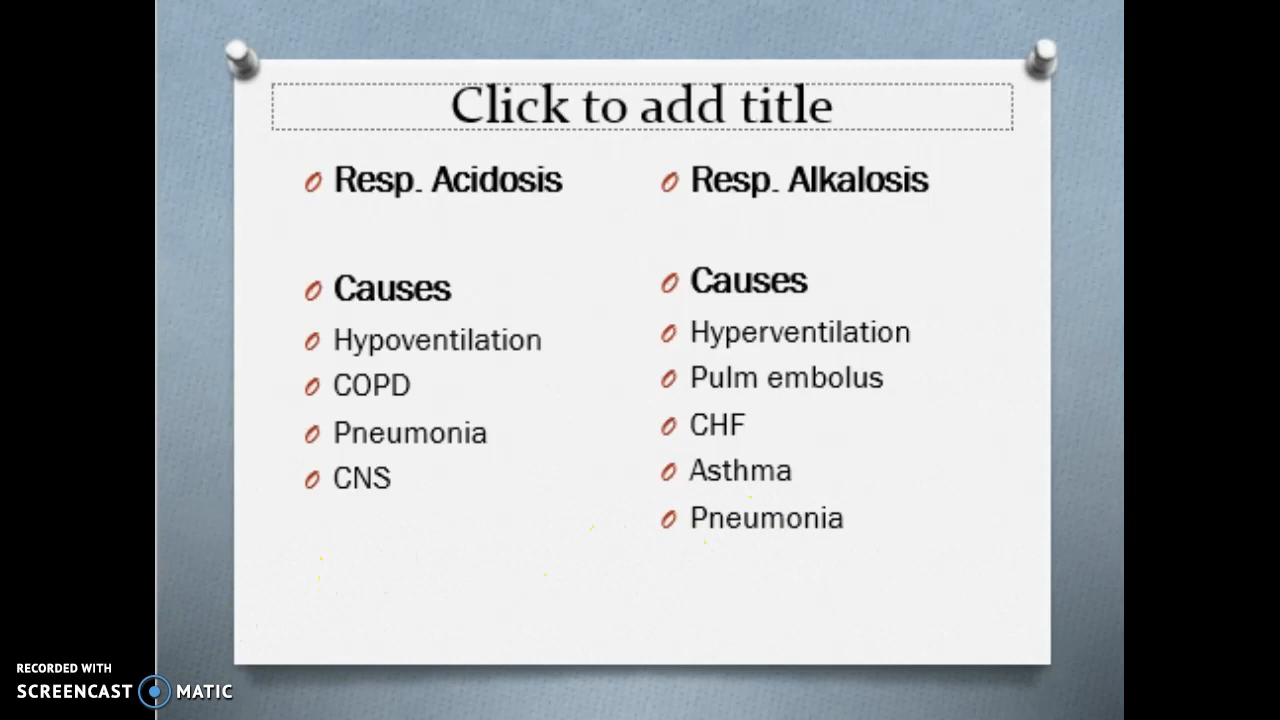 Click to add title
Resp. Acidosis
Causes
Hypoventilation
COPD
Pneumonia
CNS
Resp. Alkalosis
Causes
Hyperventilation
Pulm embolus
CHF
Asthma
Pneumonia
RECORDED WITH
SCREENCAST MATIC